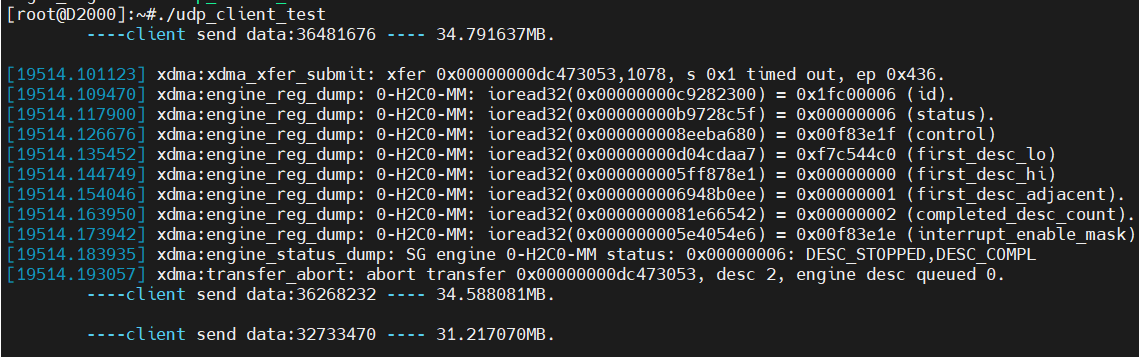 [root@D2000]:~#./udp_client_test
----client send data:36481676 ---- 34.791637MB.
[19514.101123] xdma:xdma_xfer_submit: xfer 0x00000000dc473053,1078, s 0x1 timed out, ep 0x436.
[19514.109470] xdma:engine_reg_dump: 0-H2C0-MM: ioread32(0x00000000c9282300) = 0x1fc00006 (id).
[19514.117900] xdma:engine_reg_dump: 0-H2C0-MM: ioread32(0x00000000b9728c5f) = 0x00000006 (status).
[19514.126676] xdma:engine_reg_dump: 0-H2C0-MM: ioread32(0x000000008eeba680) = 0x00f83e1f (control)
[19514.135452] xdma:engine_reg_dump: 0-H2C0-MM: ioread32(0x00000000d04cdaa7) = 0xf7c544c0 (first_desc_lo)
[19514.144749] xdma:engine_reg_dump: 0-H2C0-MM: ioread32(0x000000005ff878e1) = 0x00000000 (first_desc_hi)
[19514.154046] xdma:engine_reg_dump: 0-H2C0-MM: ioread32(0x000000006948b0ee) = 0x00000001 (first_desc_adjacent).
[19514.163950] xdma:engine_reg_dump: 0-H2C0-MM: ioread32(0x0000000081e66542) = 0x00000002 (completed_desc_count).
[19514.173942] xdma:engine_reg_dump: 0-H2C0-MM: ioread32(0x000000005e4054e6) = 0x00f83e1e (interrupt_enable_mask)
[19514.183935] xdma:engine_status_dump: SG engine 0-H2C0-MM status: 0x00000006: DESC_STOPPED,DESC_COMPL
[19514.193057] xdma:transfer_abort: abort transfer 0x00000000dc473053, desc 2, engine desc queued 0.
----client send data:36268232 ---- 34.588081MB.
----client send data:32733470 ---- 31.217070MB.